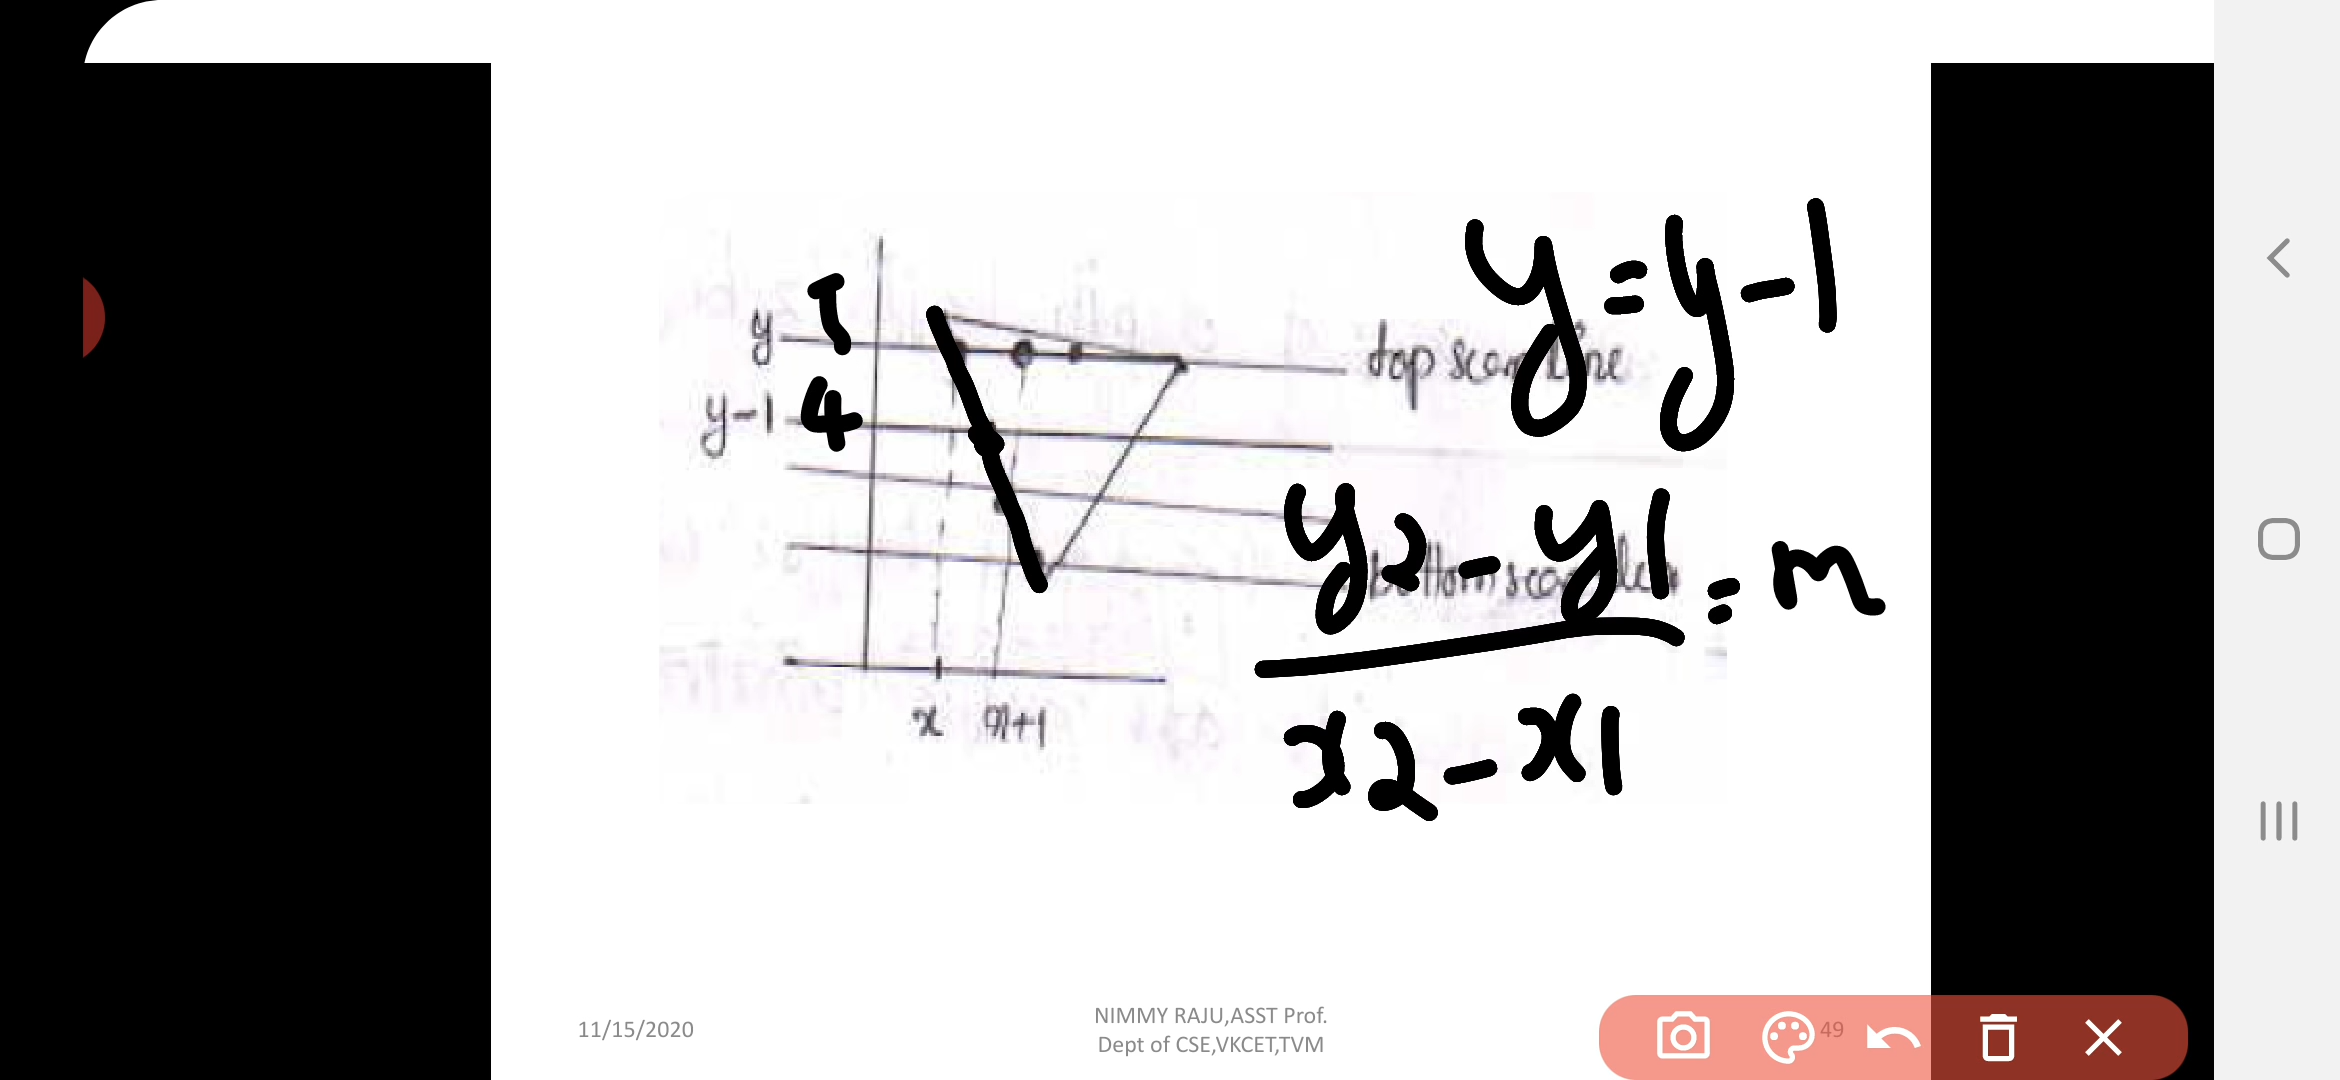 y = y - 1
y 5
top scan line
y-1 4
y2 - y1 = m
x2 - x1
bottom scan line
x x+1
11/15/2020
NIMMY RAJU,ASST Prof.
Dept of CSE,VKCET,TVM
49